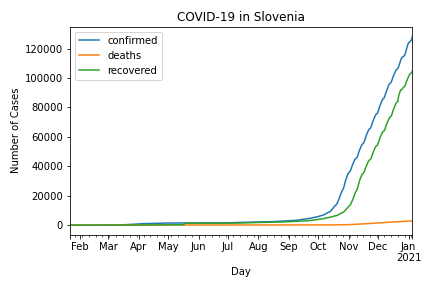 COVID-19 in Slovenia
confirmed
deaths
recovered
Number of Cases
120000
100000
80000
60000
40000
20000
0
Feb Mar Apr May Jun Jul Aug Sep Oct Nov Dec Jan
2021
Day